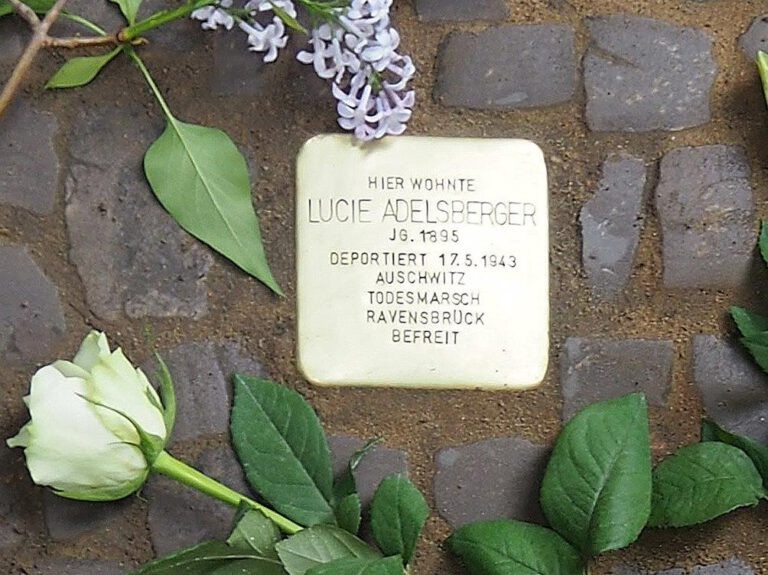 HIER WOHNTE
LUCIE ADELSBERGER
JG. 1895
DEPORTIERT 17.5.1943
AUSCHWITZ
TODESMARSCH
RAVENSBRÜCK
BEFREIT